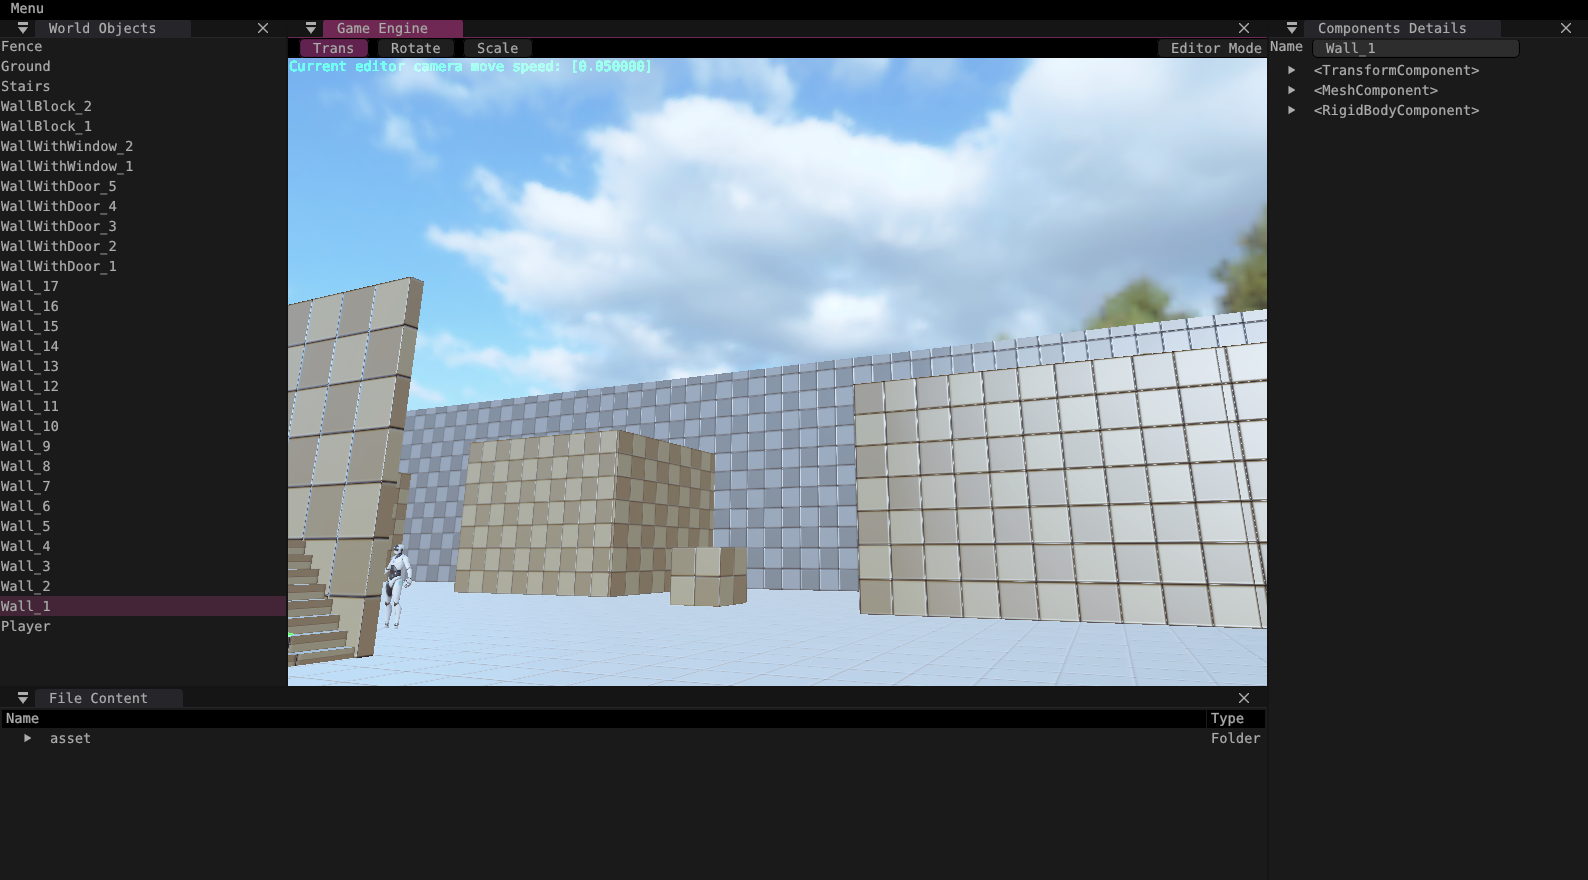 Menu
World Objects
Fence
Ground
Stairs
WallBlock_2
WallBlock_1
WallWithWindow_2
WallWithWindow_1
WallWithDoor_5
WallWithDoor_4
WallWithDoor_3
WallWithDoor_2
WallWithDoor_1
Wall_17
Wall_16
Wall_15
Wall_14
Wall_13
Wall_12
Wall_11
Wall_10
Wall_9
Wall_8
Wall_7
Wall_6
Wall_5
Wall_4
Wall_3
Wall_2
Wall_1
Player
Game Engine
Trans Rotate Scale Editor Mode
Current editor camera move speed: [0.050000]
Components Details
Name Wall_1
<TransformComponent>
<MeshComponent>
<RigidBodyComponent>
File Content
Name Type
asset Folder